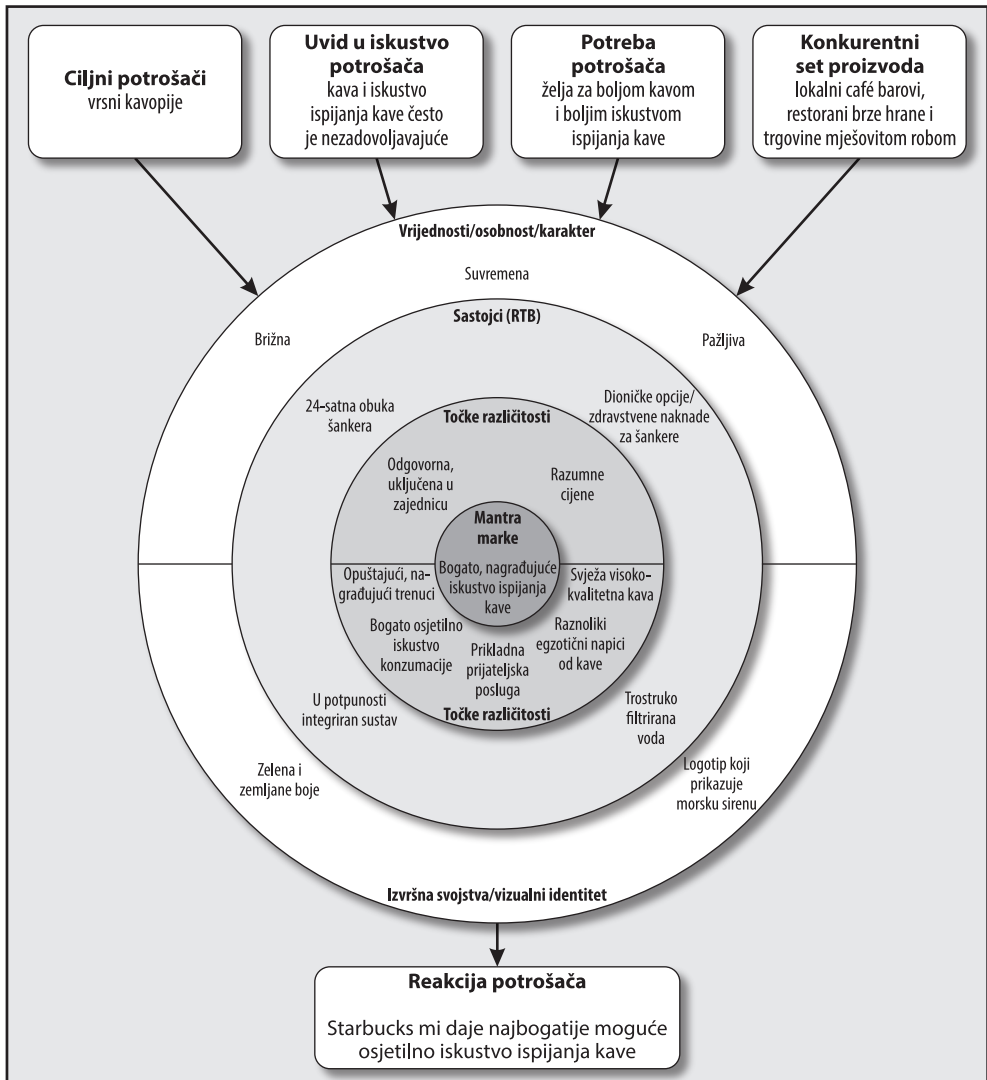 Ciljni potrošači
vrsni kavopije
Uvid u iskustvo
potrošača
kava i iskustvo
ispijanja kave često
je nezadovoljavajuće
Potreba
potrošača
želja za boljom kavom
i boljim iskustvom
ispijanja kave
Konkurentni
set proizvoda
lokalni café barovi,
restorani brze hrane i
trgovine mješovitom robom
Vrijednosti/osobnost/karakter
Suvremena
Brižna
Pažljiva
Sastojci (RTB)
24-satna obuka
šankera
Dioničke opcije/
zdravstvene naknade
za šankere
Točke različitosti
Odgovorna,
uključena u
zajednicu
Razumne
cijene
Mantra
marke
Bogato, nagrađujuće
iskustvo ispijanja
kave
Opuštajući, na-
građujući trenuci
Svježa visoko-
kvalitetna kava
Bogato osjetilno
iskustvo
konzumacije
Prikladna
prijateljska
posluga
Raznoliki
egzotični napici
od kave
Točke različitosti
U potpunosti
integriran sustav
Trostruko
filtrirana
voda
Zelena i
zemljane boje
Logotip koji
prikazuje
morsku sirenu
Izvršna svojstva/vizualni identitet
Reakcija potrošača
Starbucks mi daje najbogatije moguće
osjetilno iskustvo ispijanja kave